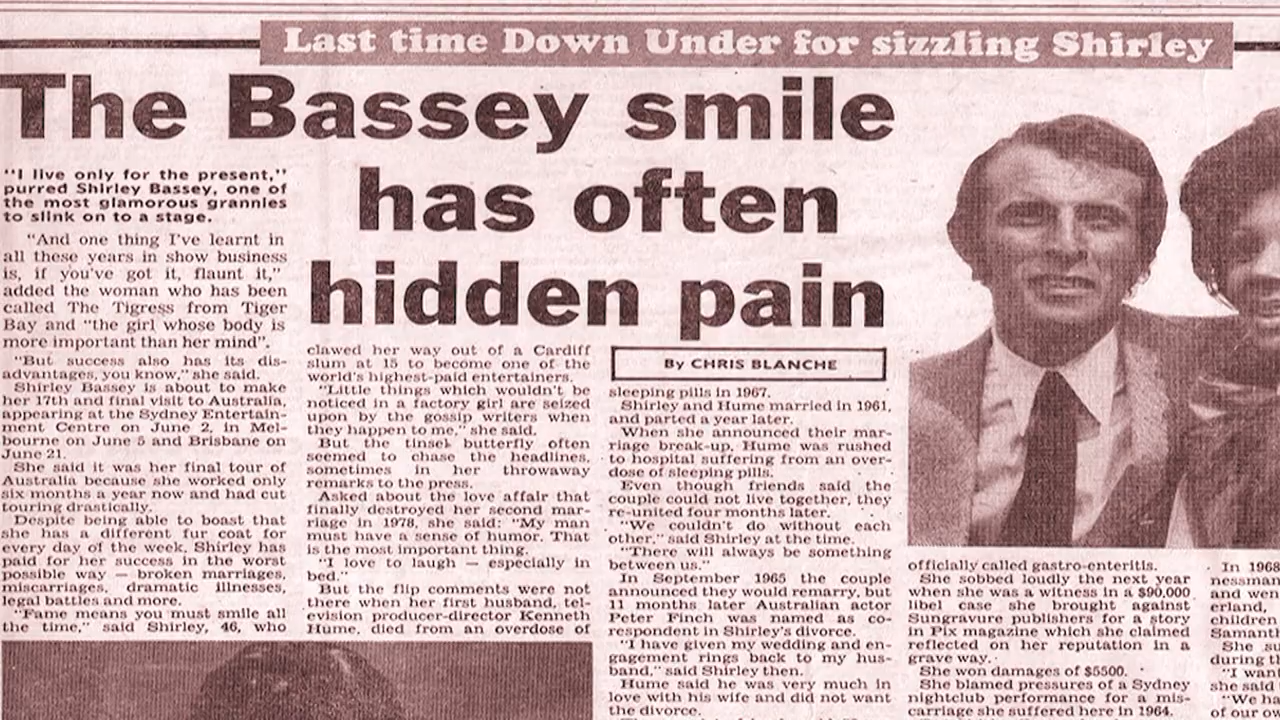 Last time Down Under for sizzling Shirley
The Bassey smile
has often
hidden pain
"I live only for the present,"
purred Shirley Bassey, one of
the most glamorous grannies
to slink on to a stage.
"And one thing I've learnt in
all these years in show business
is, if you've got it, flaunt it,"
added the woman who has been
called The Tigress from Tiger
Bay and "the girl whose body is
more important than her mind".
"But success also has its dis-
advantages, you know," she said.
Shirley Bassey is about to make
her 17th and final visit to Australia,
appearing at the Sydney Entertain-
ment Centre on June 2, in Mel-
bourne on June 5 and Brisbane on
June 21.
She said it was her final tour of
Australia because she worked only
six months a year now and had cut
touring drastically.
Despite being able to boast that
she has a different fur coat for
every day of the week, Shirley has
paid for her success in the worst
possible way — broken marriages,
miscarriages, dramatic illnesses,
legal battles and more.
"Fame means you must smile all
the time," said Shirley, 46, who
clawed her way out of a Cardiff
slum at 15 to become one of the
world's highest-paid entertainers.
"Little things which wouldn't be
noticed in a factory girl are seized
upon by the gossip writers when
they happen to me," she said.
But the tinsel butterfly often
seemed to chase the headlines,
sometimes in her throwaway
remarks to the press.
Asked about the love affair that
finally destroyed her second mar-
riage in 1978, she said: "My man
must have a sense of humor. That
is the most important thing.
"I love to laugh — especially in
bed."
But the flip comments were not
there when her first husband, tel-
evision producer-director Kenneth
Hume, died from an overdose of
By CHRIS BLANCHE
sleeping pills in 1967.
Shirley and Hume married in 1961,
and parted a year later.
When she announced their mar-
riage break-up, Hume was rushed
to hospital suffering from an over-
dose of sleeping pills.
Even though friends said the
couple could not live together, they
re-united four months later.
"We couldn't do without each
other," said Shirley at the time.
"There will always be something
between us."
In September 1965 the couple
announced they would remarry, but
11 months later Australian actor
Peter Finch was named as co-
respondent in Shirley's divorce.
"I have given my wedding and en-
gagement rings back to my hus-
band," said Shirley then.
Hume said he was very much in
love with his wife and did not want
the divorce.
officially called gastro-enteritis.
She sobbed loudly the next year
when she was a witness in a $90,000
libel case she brought against
Sungravure publishers for a story
in Pix magazine which she claimed
reflected on her reputation in a
grave way.
She won damages of $5500.
She blamed pressures of a Sydney
nightclub performance for a mis-
carriage she suffered here in 1964.
In 1968
nessman
and wen
erland,
children
Samant
She su
during th
"I want
she said
"We ha
of our ow